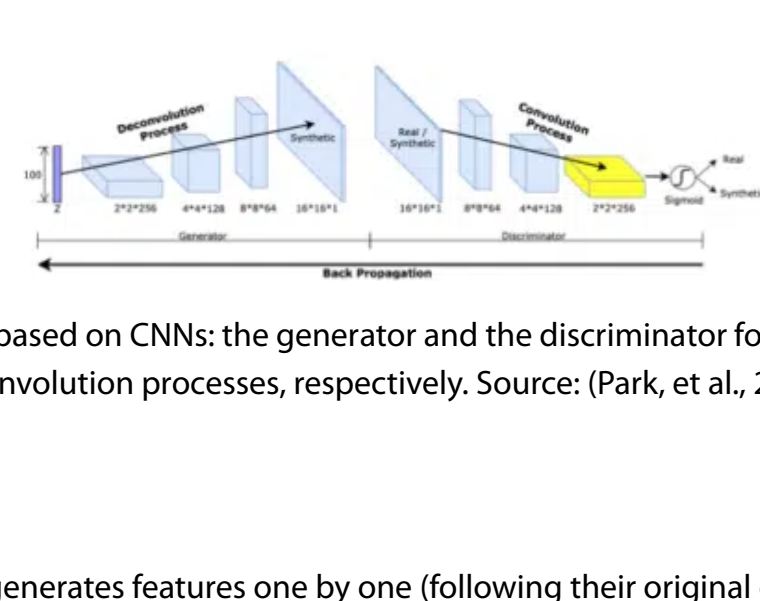 Deconvolution
Process
Convolution
Process
Synthetic
Real /
Synthetic
100
Z
2*2*256
4*4*128
8*8*64
16*16*1
16*16*1
8*8*64
4*4*128
2*2*256
Sigmoid
Real
Syntheti
Generator
Discriminator
Back Propagation
based on CNNs: the generator and the discriminator fo
nvolution processes, respectively. Source: (Park, et al., 2
generates features one by one (following their original